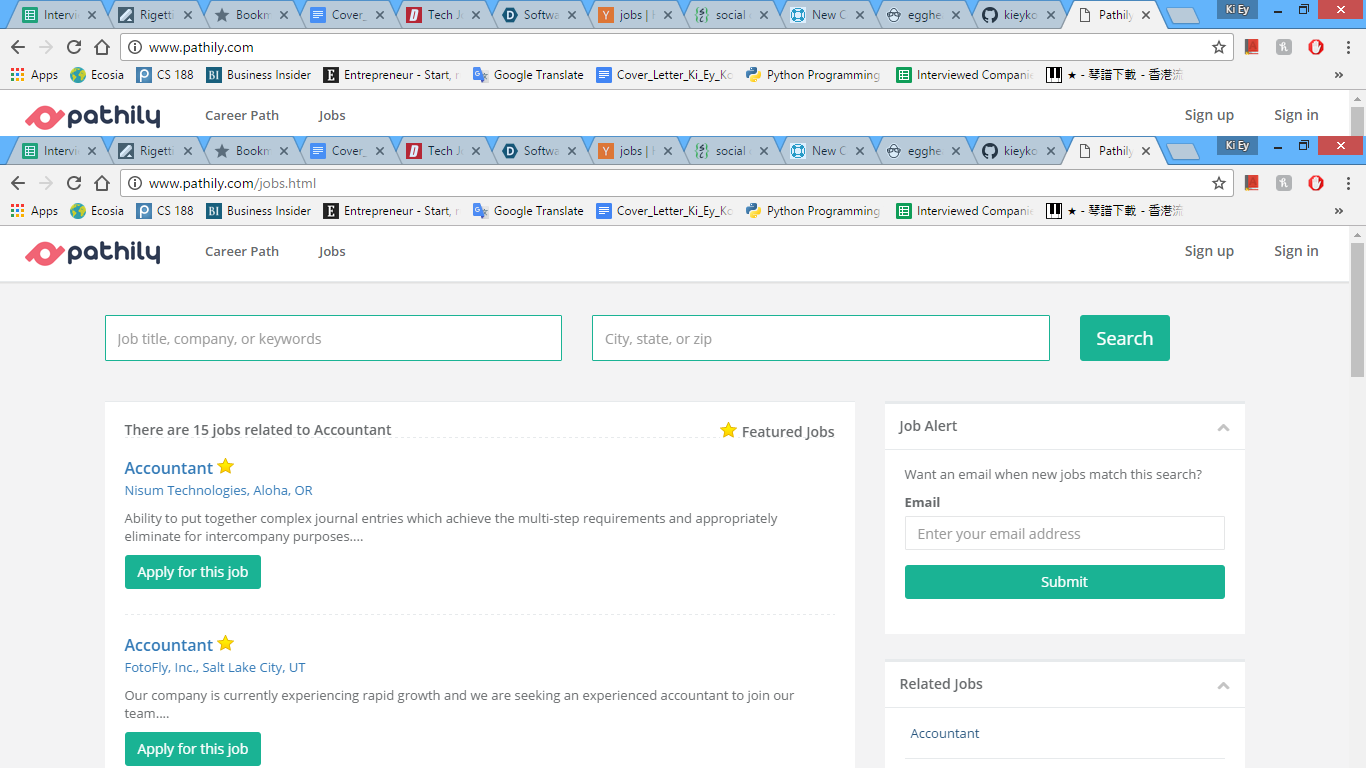 Intervi Rigetti Bookm Cover_ Tech J Softwa jobs | social New C egghe kieyko Pathily Ki Ey
www.pathily.com
Apps Ecosia CS 188 Business Insider Entrepreneur - Start, Google Translate Cover_Letter_Ki_Ey_Ko Python Programming Interviewed Compani ★ - 琴譜下載 - 香港流 »
pathily Career Path Jobs Sign up Sign in
Intervi Rigetti Bookm Cover_ Tech J Softwa jobs | social New C egghe kieyko Pathily Ki Ey
www.pathily.com/jobs.html
Apps Ecosia CS 188 Business Insider Entrepreneur - Start, Google Translate Cover_Letter_Ki_Ey_Ko Python Programming Interviewed Compani ★ - 琴譜下載 - 香港流 »
pathily Career Path Jobs Sign up Sign in
Job title, company, or keywords City, state, or zip Search
There are 15 jobs related to Accountant Featured Jobs
Accountant
Nisum Technologies, Aloha, OR
Ability to put together complex journal entries which achieve the multi-step requirements and appropriately
eliminate for intercompany purposes....
Apply for this job
Accountant
FotoFly, Inc., Salt Lake City, UT
Our company is currently experiencing rapid growth and we are seeking an experienced accountant to join our
team....
Apply for this job
Job Alert
Want an email when new jobs match this search?
Email
Enter your email address
Submit
Related Jobs
Accountant